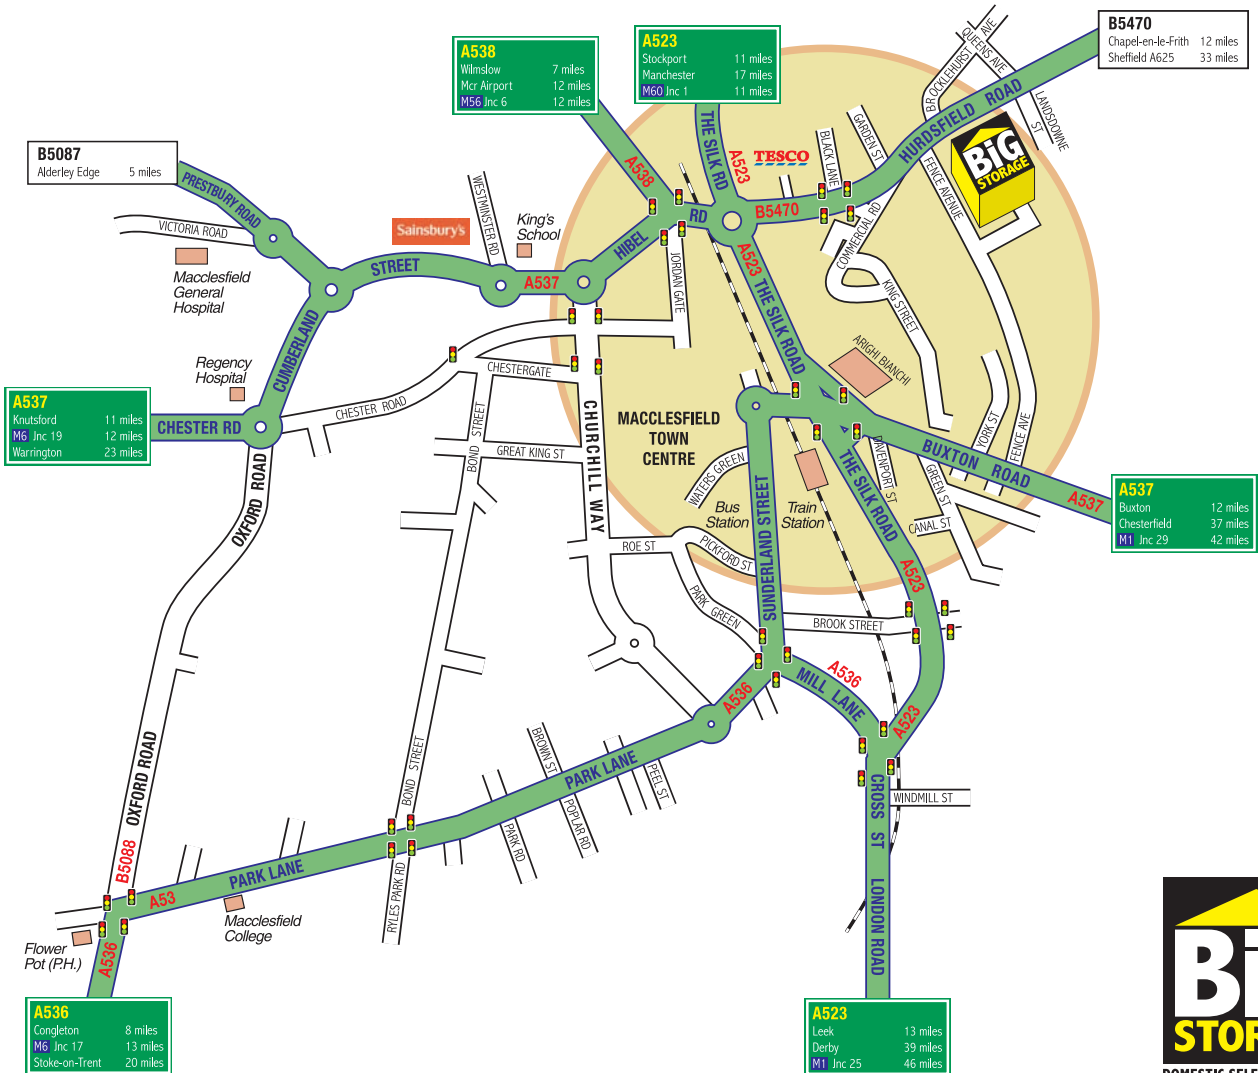 A538
Wilmslow 7 miles
Mcr Airport 12 miles
M56 Jnc 6 12 miles
A523
Stockport 11 miles
Manchester 17 miles
M60 Jnc 1 11 miles
B5470
Chapel-en-le-Frith 12 miles
Sheffield A625 33 miles
B5087
Alderley Edge 5 miles
PRESTBURY ROAD
VICTORIA ROAD
Macclesfield
General
Hospital
Sainsbury's
WESTMINSTER RD
King's
School
A538
THE SILK RD
A523
TESCO
BLACK LANE
GARDEN ST
HURDSFIELD ROAD
BROCKLEHURST AVE
QUEENS AVE
LANDSDOWNE ST
FENCE AVENUE
BiG
STORAGE
HIBEL RD
B5470
COMMERCIAL RD
KING STREET
JORDAN GATE
A523 THE SILK ROAD
CUMBERLAND STREET
A537
Regency
Hospital
A537
Knutsford 11 miles
M6 Jnc 19 12 miles
Warrington 23 miles
CHESTER RD
CHESTER ROAD
CHESTERGATE
BOND STREET
GREAT KING ST
CHURCHILL WAY
MACCLESFIELD
TOWN
CENTRE
ARIGHI BIANCHI
WATERS GREEN
Bus
Station
SUNDERLAND STREET
Train
Station
THE SILK ROAD
DAVENPORT ST
GREEN ST
CANAL ST
BUXTON ROAD
A537
YORK ST
FENCE AVE
A537
Buxton 12 miles
Chesterfield 37 miles
M1 Jnc 29 42 miles
OXFORD ROAD
ROE ST
PICKFORD ST
PARK GREEN
A523
BROOK STREET
A536
MILL LANE
A536
A523
BOND STREET
BROWN ST
PARK LANE
PEEL ST
POPLAR RD
PARK RD
CROSS ST
WINDMILL ST
LONDON ROAD
OXFORD ROAD
B5088
A53
PARK LANE
RYLES PARK RD
Macclesfield
College
Flower
Pot (P.H.)
A536
A536
Congleton 8 miles
M6 Jnc 17 13 miles
Stoke-on-Trent 20 miles
A523
Leek 13 miles
Derby 39 miles
M1 Jnc 25 46 miles
Bi
STOR